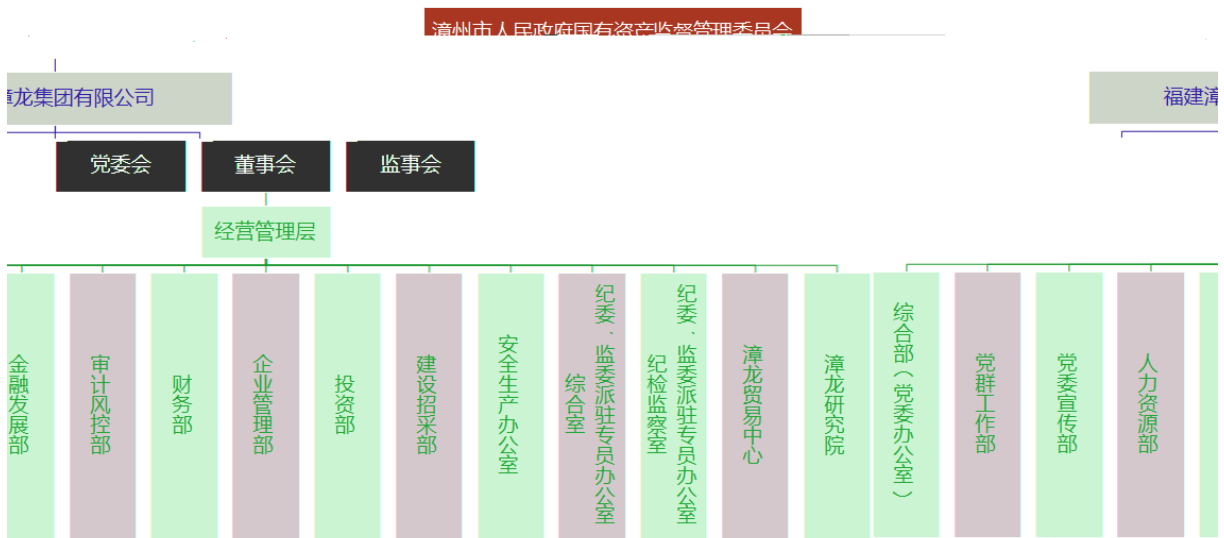 漳州市人民政府国有资产监督管理委员会
龙集团有限公司
福建漳
党委会
董事会
监事会
经营管理层
金融发展部
审计风控部
财务部
企业管理部
投资部
建设招采部
安全生产办公室
纪委、监委派驻专员办公室
综合室
纪委、监委派驻专员办公室
纪检监察室
漳龙贸易中心
漳龙研究院
综合部（党委办公室）
党群工作部
党委宣传部
人力资源部